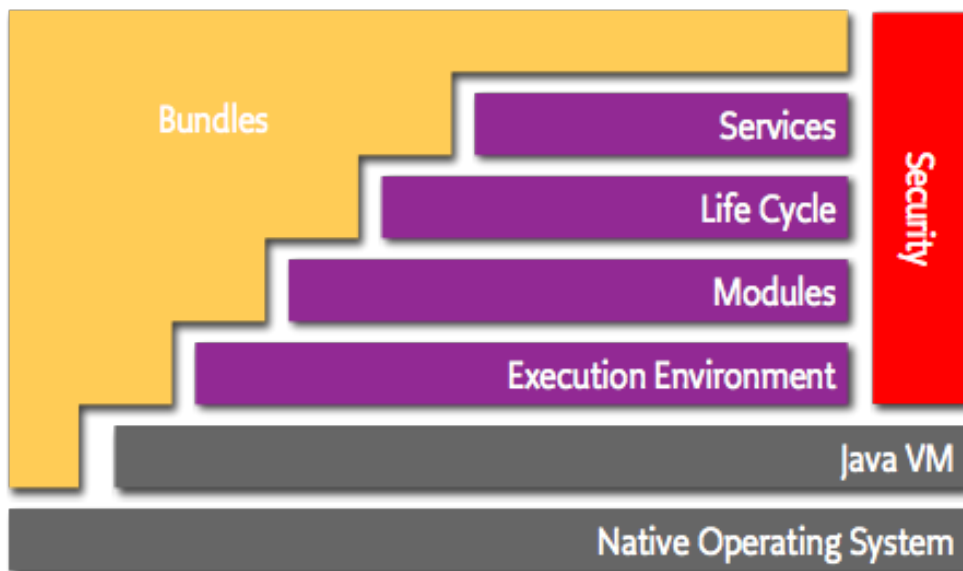 Bundles
Services
Life Cycle
Modules
Execution Environment
Security
Java VM
Native Operating System